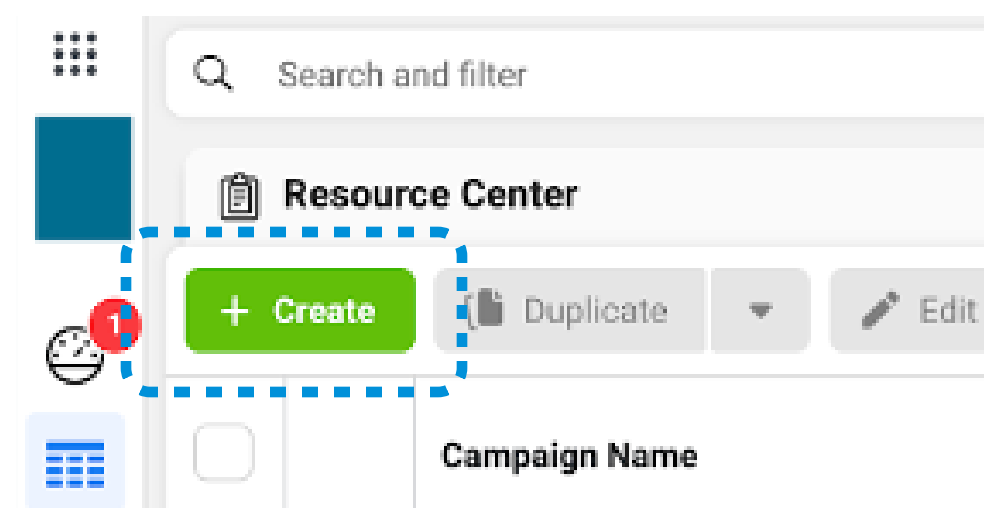 Search and filter
Resource Center
1
+ Create Duplicate Edit
Campaign Name